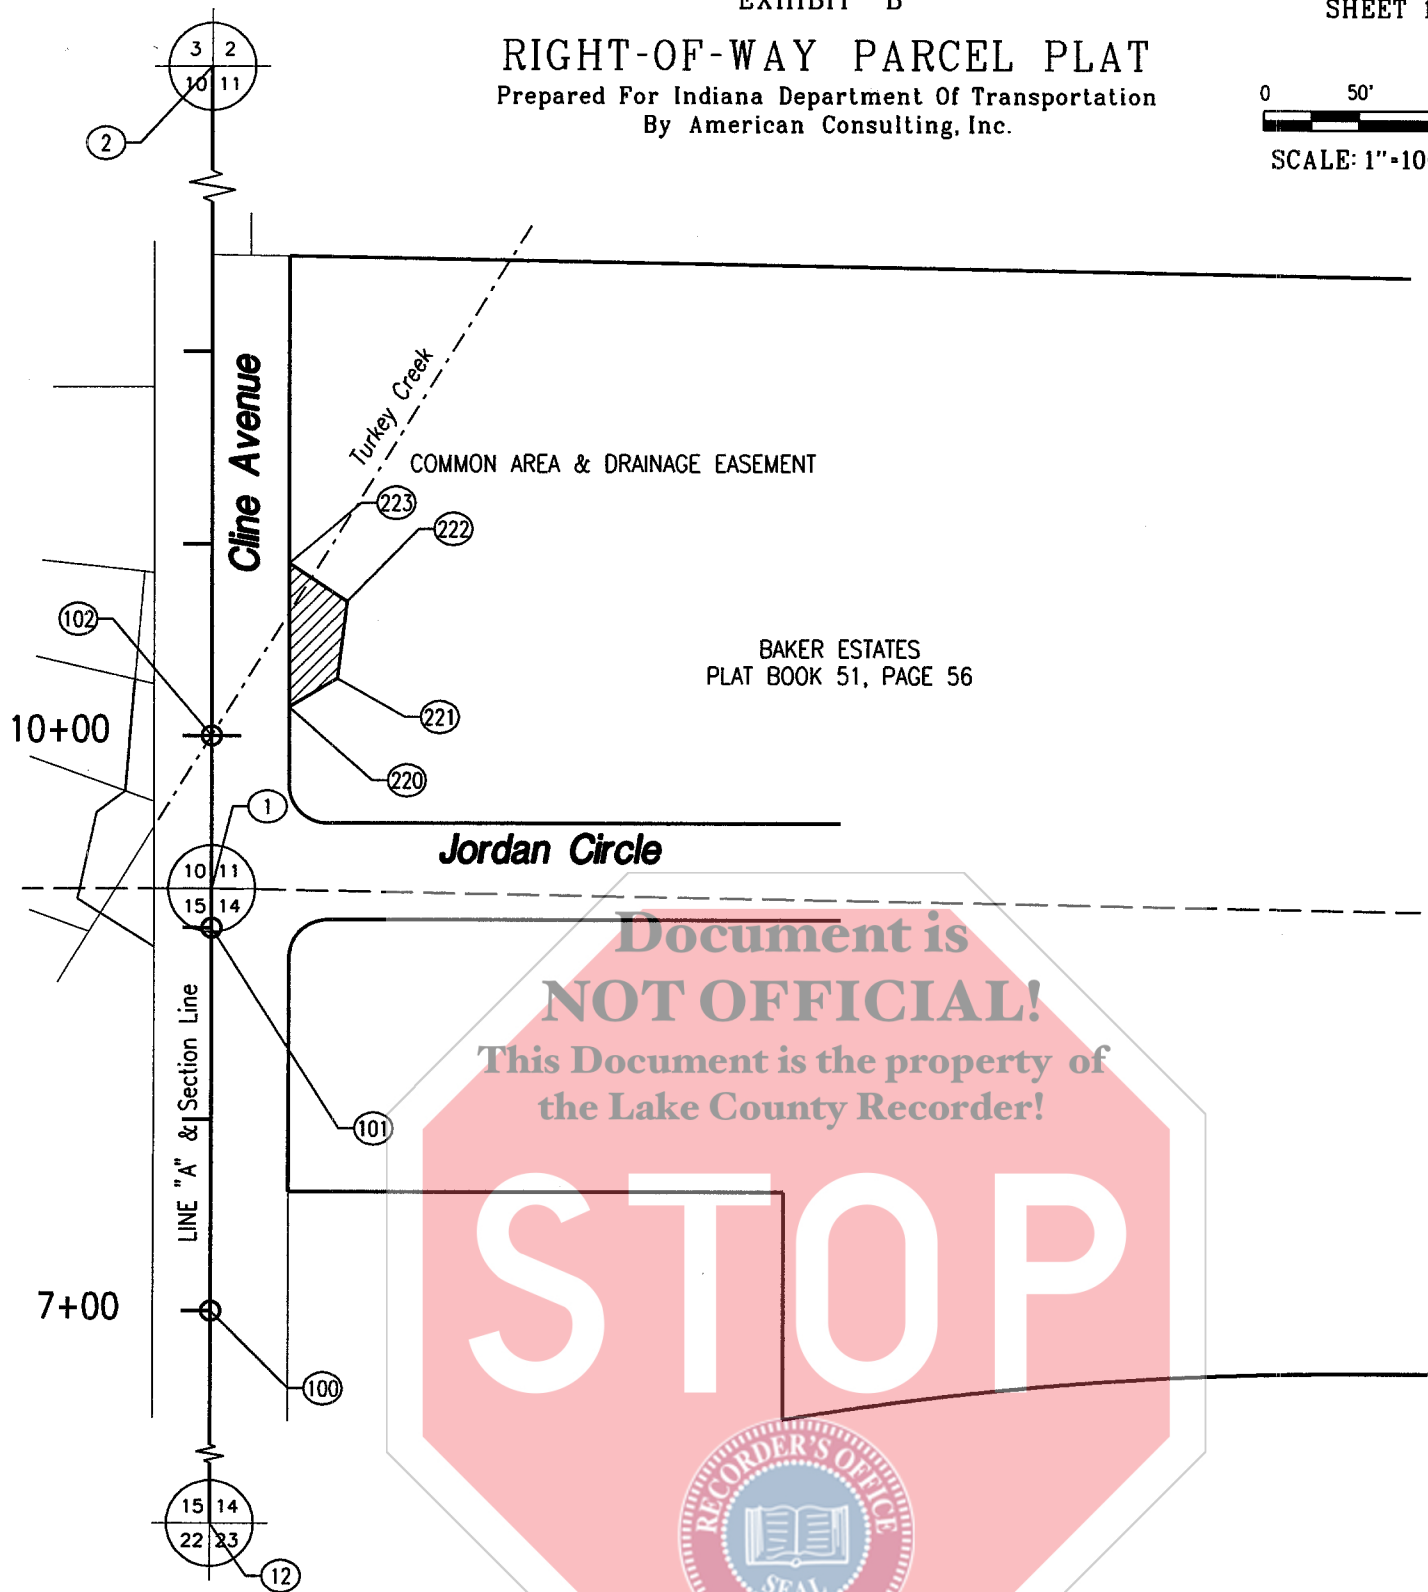 EXHIBIT "B"
SHEET 1
RIGHT-OF-WAY PARCEL PLAT
Prepared For Indiana Department Of Transportation
By American Consulting, Inc.
0 50'
SCALE: 1"=10
3 2
10 11
2
Cline Avenue
Turkey Creek
COMMON AREA & DRAINAGE EASEMENT
223
222
102
BAKER ESTATES
PLAT BOOK 51, PAGE 56
221
10+00
220
1
Jordan Circle
10 11
15 14
Document is
NOT OFFICIAL!
This Document is the property of
the Lake County Recorder!
LINE "A" & Section Line
101
STOP
7+00
100
RECORDER'S OFFICE
SEAL
15 14
22 23
12